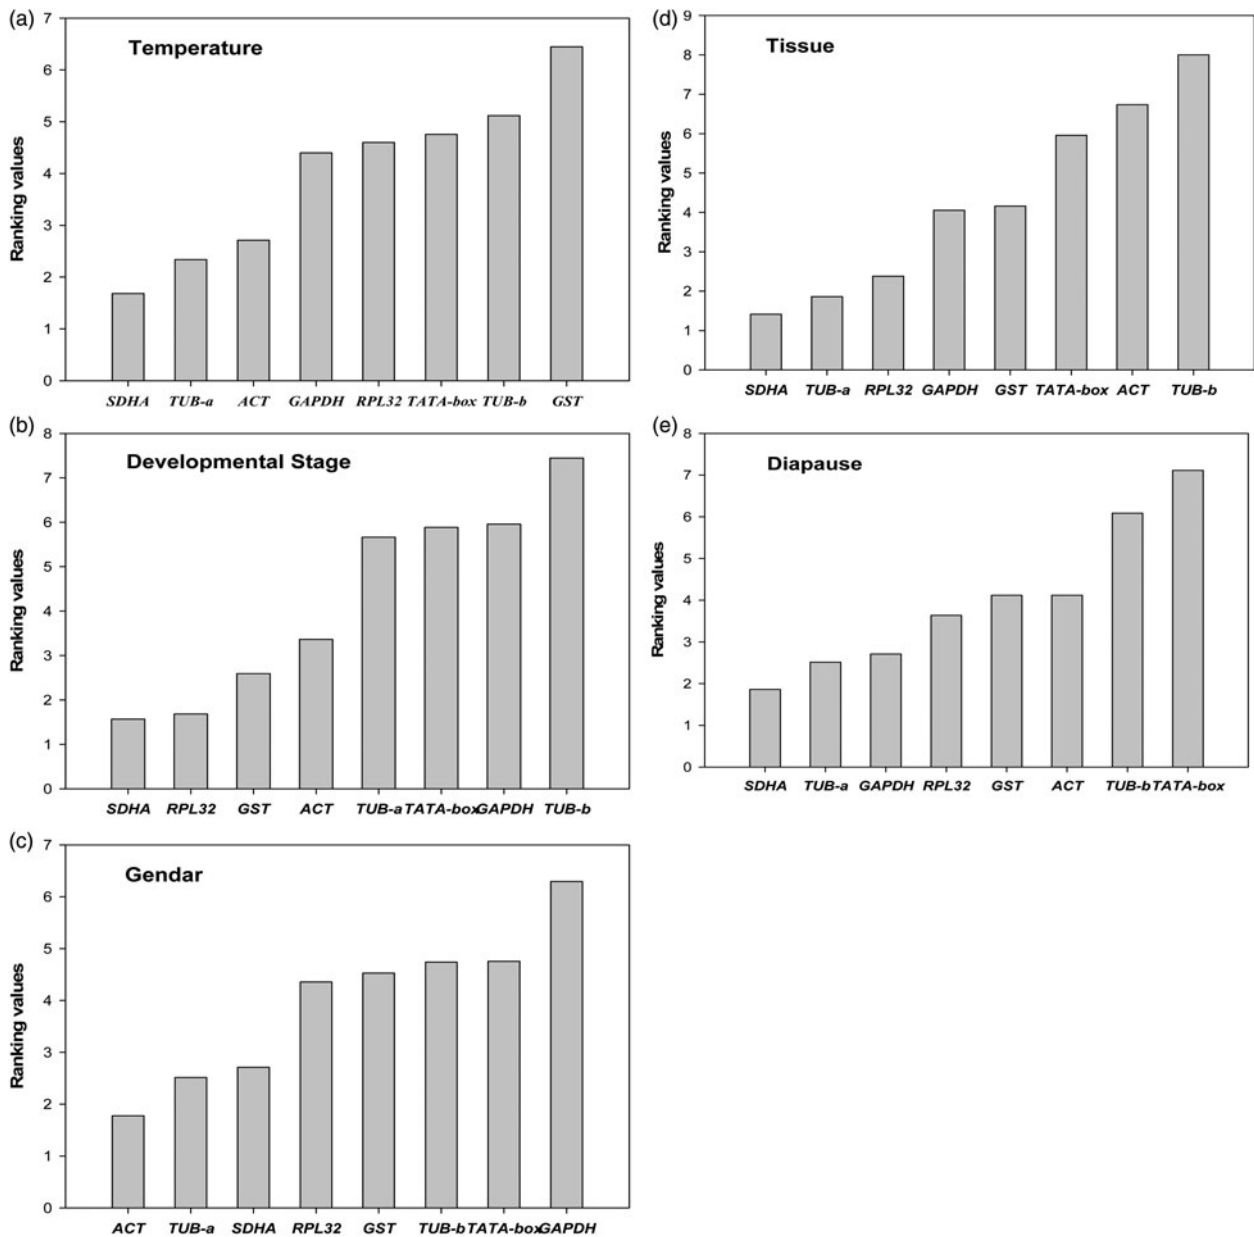 (a)
Temperature
Ranking values
7
6
5
4
3
2
1
0
SDHA TUB-a ACT GAPDH RPL32 TATA-box TUB-b GST
(b)
Developmental Stage
Ranking values
8
7
6
5
4
3
2
1
0
SDHA RPL32 GST ACT TUB-a TATA-box GAPDH TUB-b
(c)
Gendar
Ranking values
7
6
5
4
3
2
1
0
ACT TUB-a SDHA RPL32 GST TUB-b TATA-box GAPDH
(d)
Tissue
Ranking values
9
8
7
6
5
4
3
2
1
0
SDHA TUB-a RPL32 GAPDH GST TATA-box ACT TUB-b
(e)
Diapause
Ranking values
8
7
6
5
4
3
2
1
0
SDHA TUB-a GAPDH RPL32 GST ACT TUB-b TATA-box